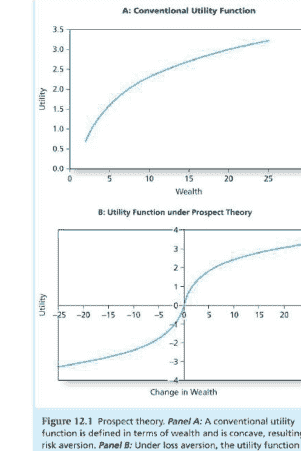 A: Conventional Utility Function
3.5
3.0
2.5
2.0
1.5
1.0
0.5
0.0
Utility
0 5 10 15 20 25
Wealth
B: Utility Function under Prospect Theory
4
3
2
1
0
-1
-2
-3
-4
Utility
-25 -20 -15 -10 -5 0 5 10 15 20
Change in Wealth
Figure 12.1 Prospect theory. Panel A: A conventional utility
function is defined in terms of wealth and is concave, resulting
risk aversion. Panel B: Under loss aversion, the utility function